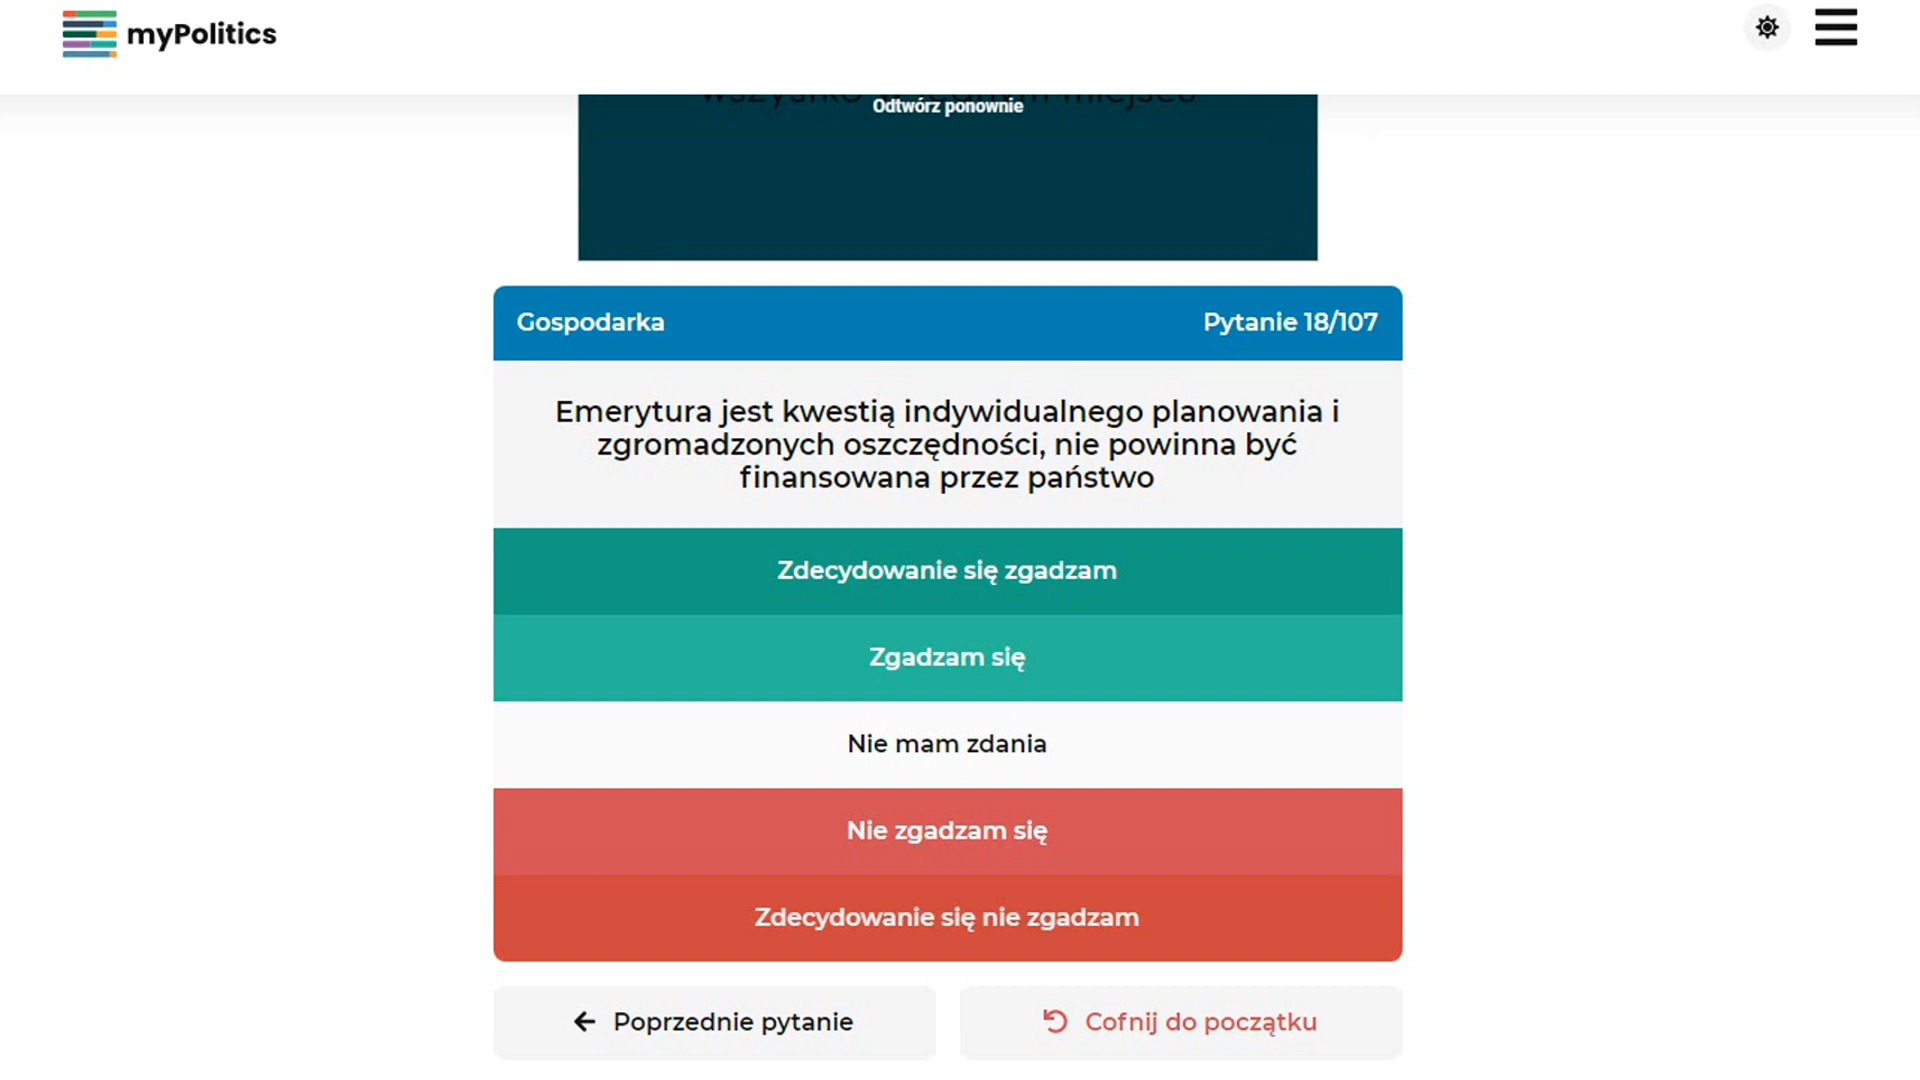 myPolitics
Odtwórz ponownie
Gospodarka
Pytanie 18/107
Emerytura jest kwestią indywidualnego planowania i
zgromadzonych oszczędności, nie powinna być
finansowana przez państwo
Zdecydowanie się zgadzam
Zgadzam się
Nie mam zdania
Nie zgadzam się
Zdecydowanie się nie zgadzam
Poprzednie pytanie
Cofnij do początku